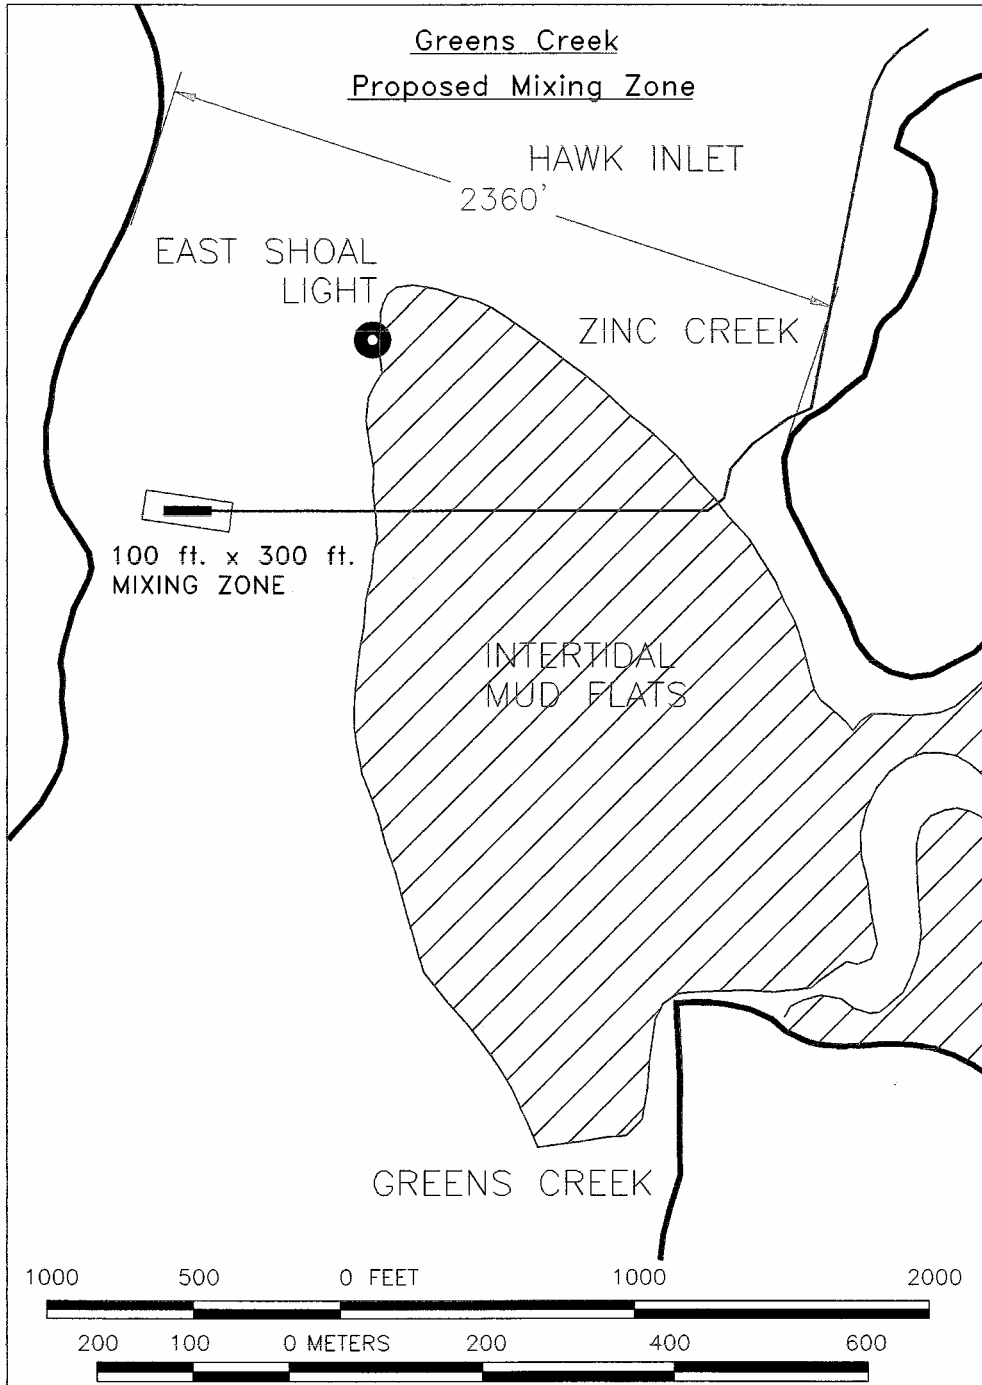 Greens Creek
Proposed Mixing Zone
HAWK INLET
2360'
EAST SHOAL
LIGHT
ZINC CREEK
100 ft. x 300 ft.
MIXING ZONE
INTERTIDAL
MUD FLATS
GREENS CREEK
1000 500 0 FEET 1000 2000
200 100 0 METERS 200 400 600